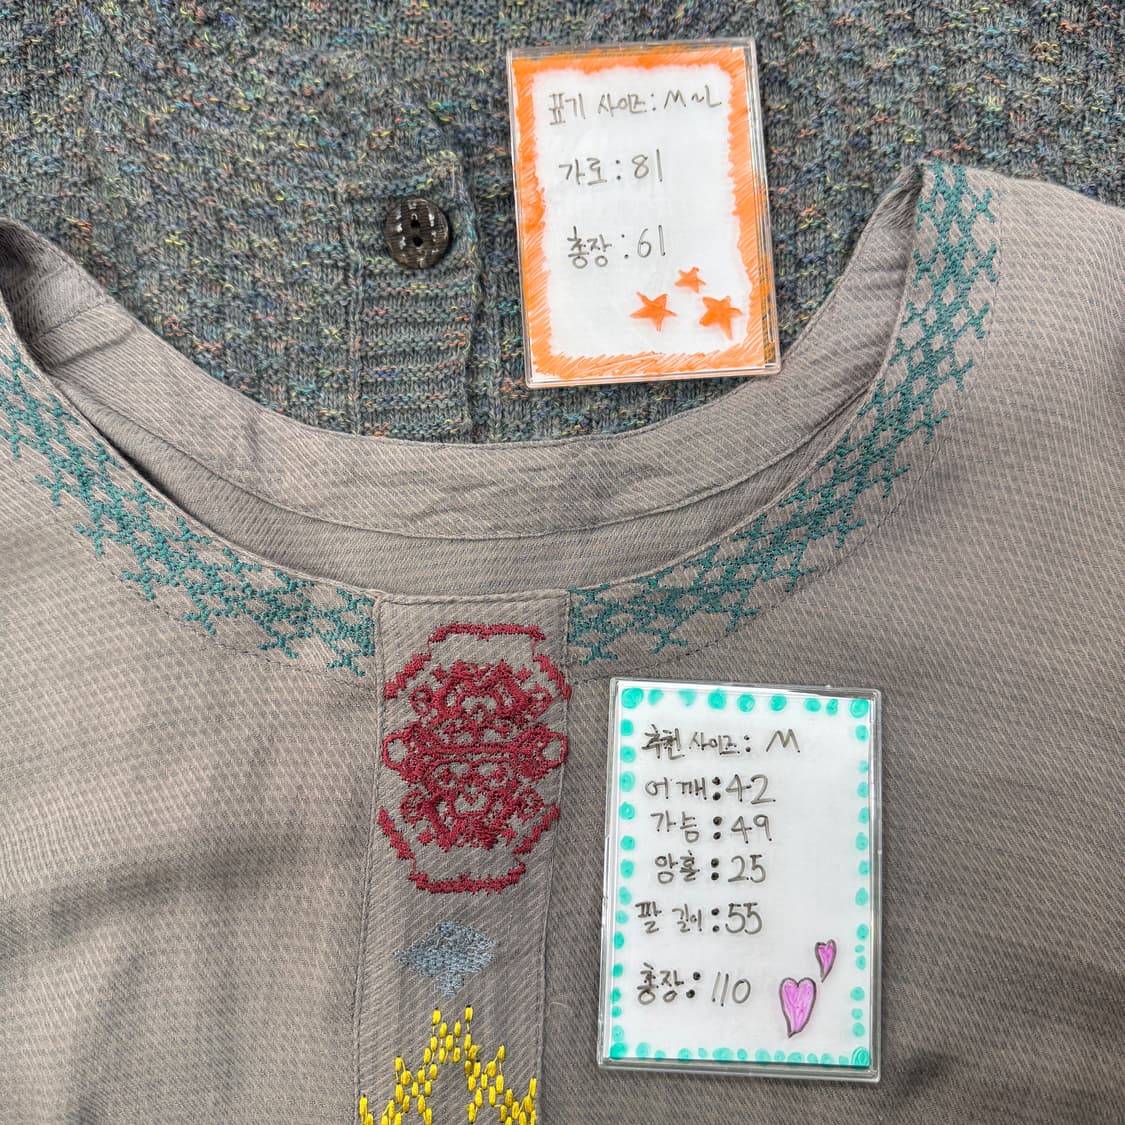 표기 사이즈: M~L
가로: 81
총장: 61
추천 사이즈: M
어깨: 42
가슴: 49
암홀: 25
팔 길이: 55
총장: 110